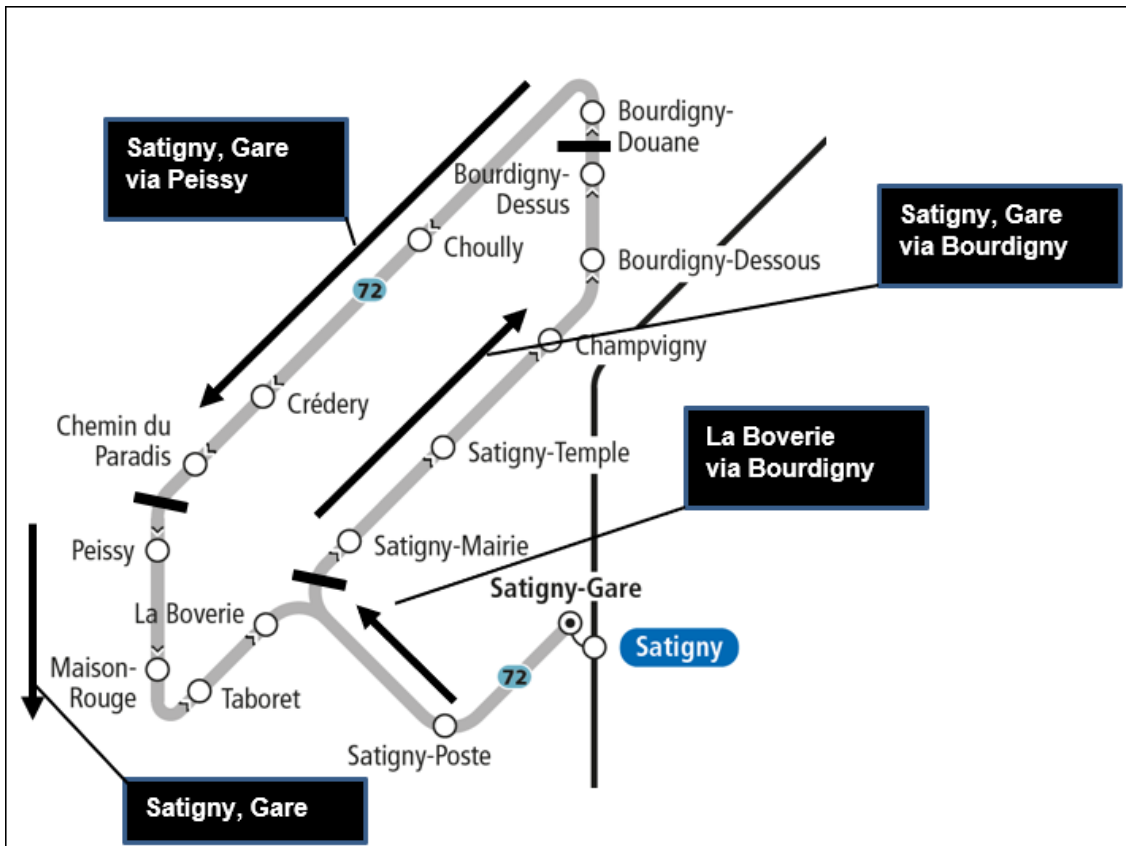 Bourdigny-
Douane
Satigny, Gare
via Peissy
Bourdigny-
Dessus
Satigny, Gare
via Bourdigny
Choully
Bourdigny-Dessous
72
Champvigny
Crédery
Chemin du
Paradis
La Boverie
via Bourdigny
Satigny-Temple
Satigny-Mairie
Peissy
Satigny-Gare
La Boverie
Satigny
Maison-
Rouge
72
Taboret
Satigny-Poste
Satigny, Gare